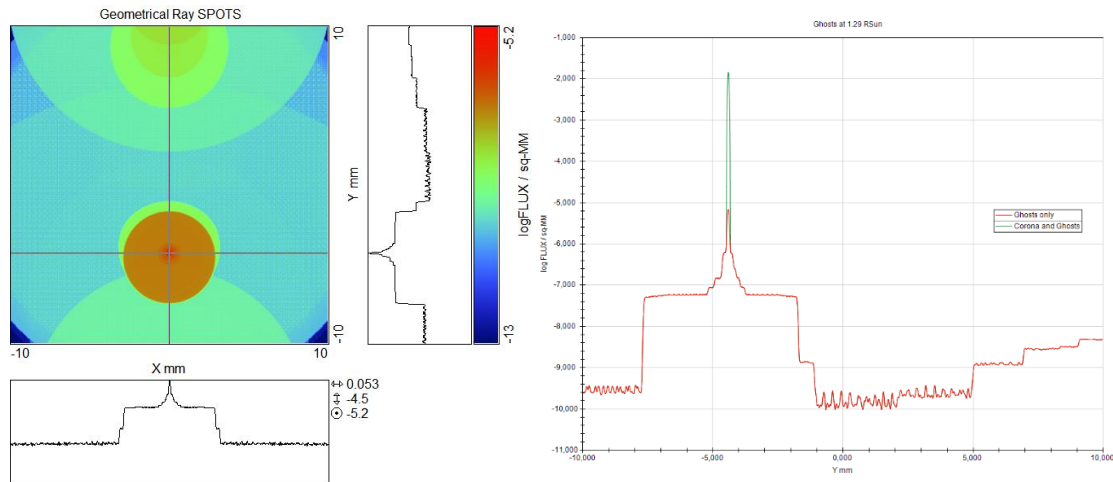 Geometrical Ray SPOTS
10
-10
Y mm
-10
10
X mm
-5.2
-13
logFLUX / sq-MM
0.053
-4.5
-5.2
Ghosts at 1.29 RSun
-1,000
-2,000
-3,000
-4,000
-5,000
-6,000
-7,000
-8,000
-9,000
-10,000
-11,000
log FLUX / sq-MM
-10,000
-5,000
0,000
5,000
10,000
Y mm
Ghosts only
Corona and Ghosts